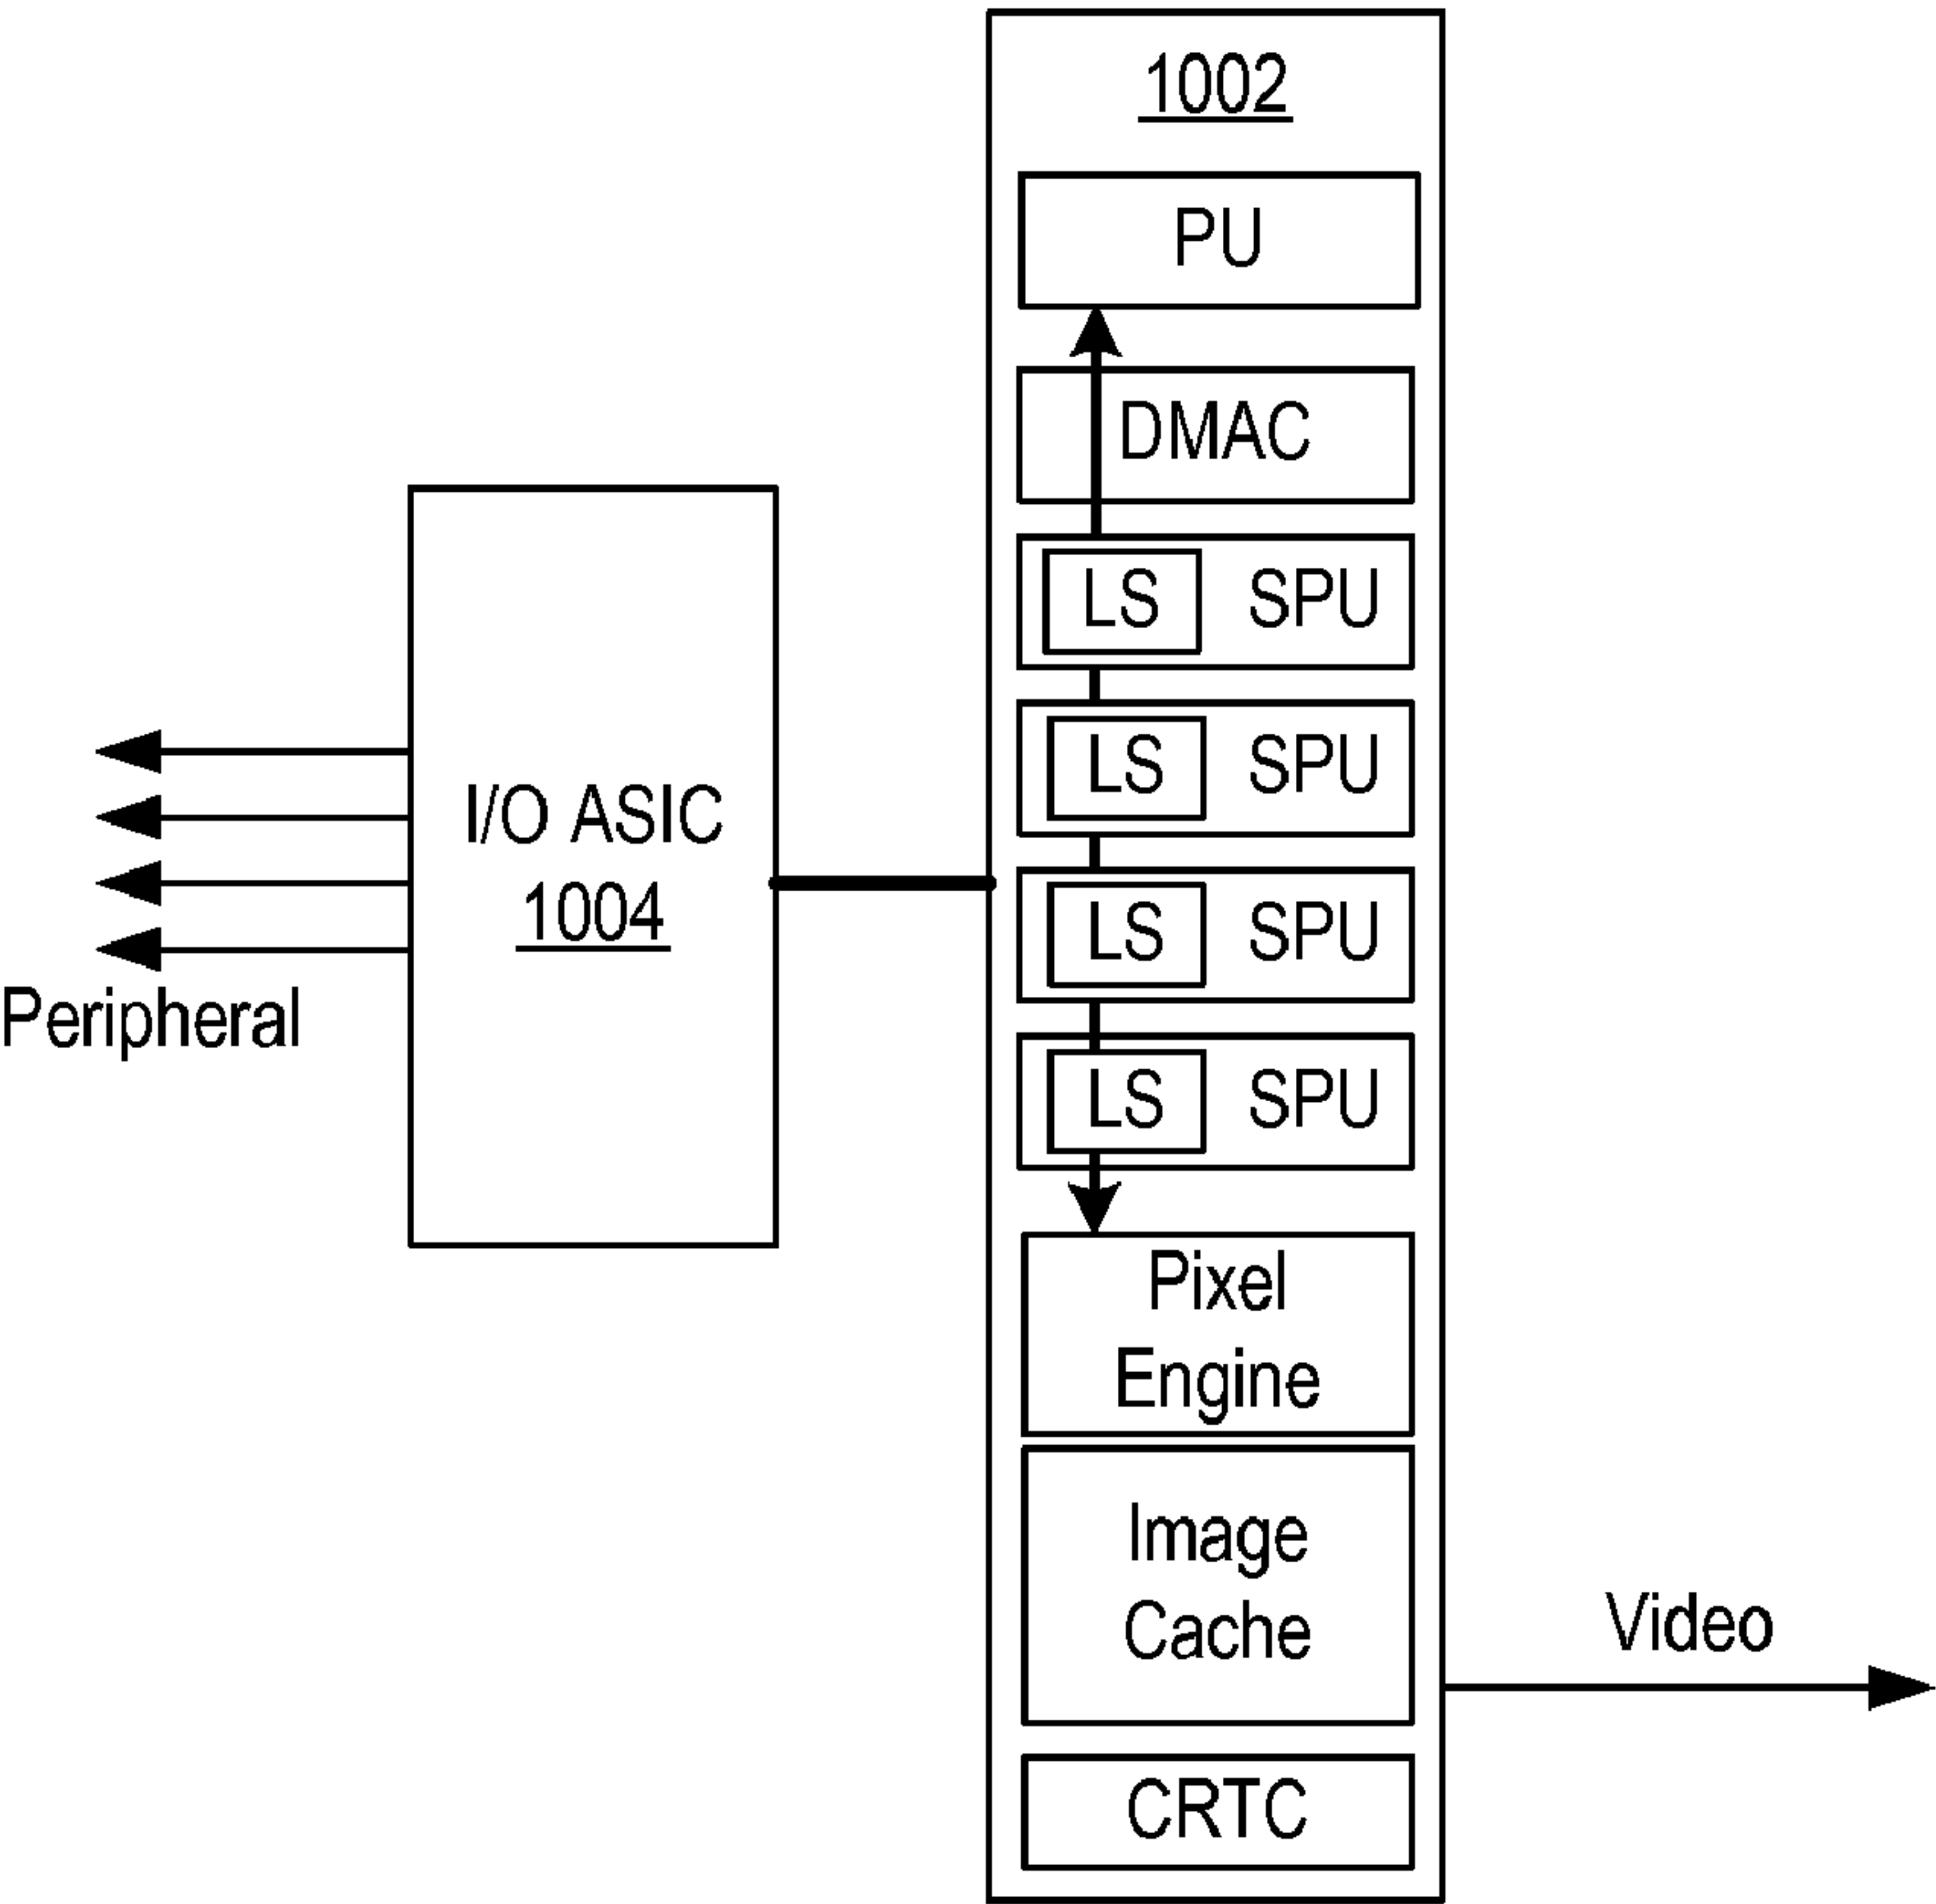 1002
PU
DMAC
LS SPU
LS SPU
I/O ASIC
1004
LS SPU
Peripheral
LS SPU
Pixel
Engine
Image
Cache
Video
CRTC